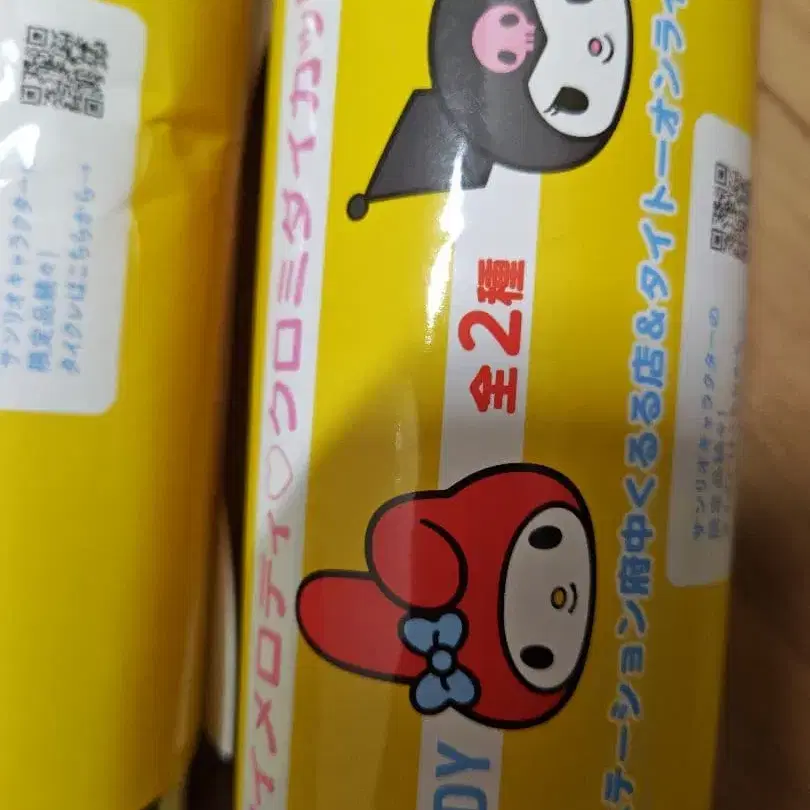 イメロディ♡クロミダイカッ
DY
全2種
テーション府中くるる店&タイトーオンライ
サンリオキャラクター
限定品続々!
タイクレはこちらから→
サンリオキャラクターの